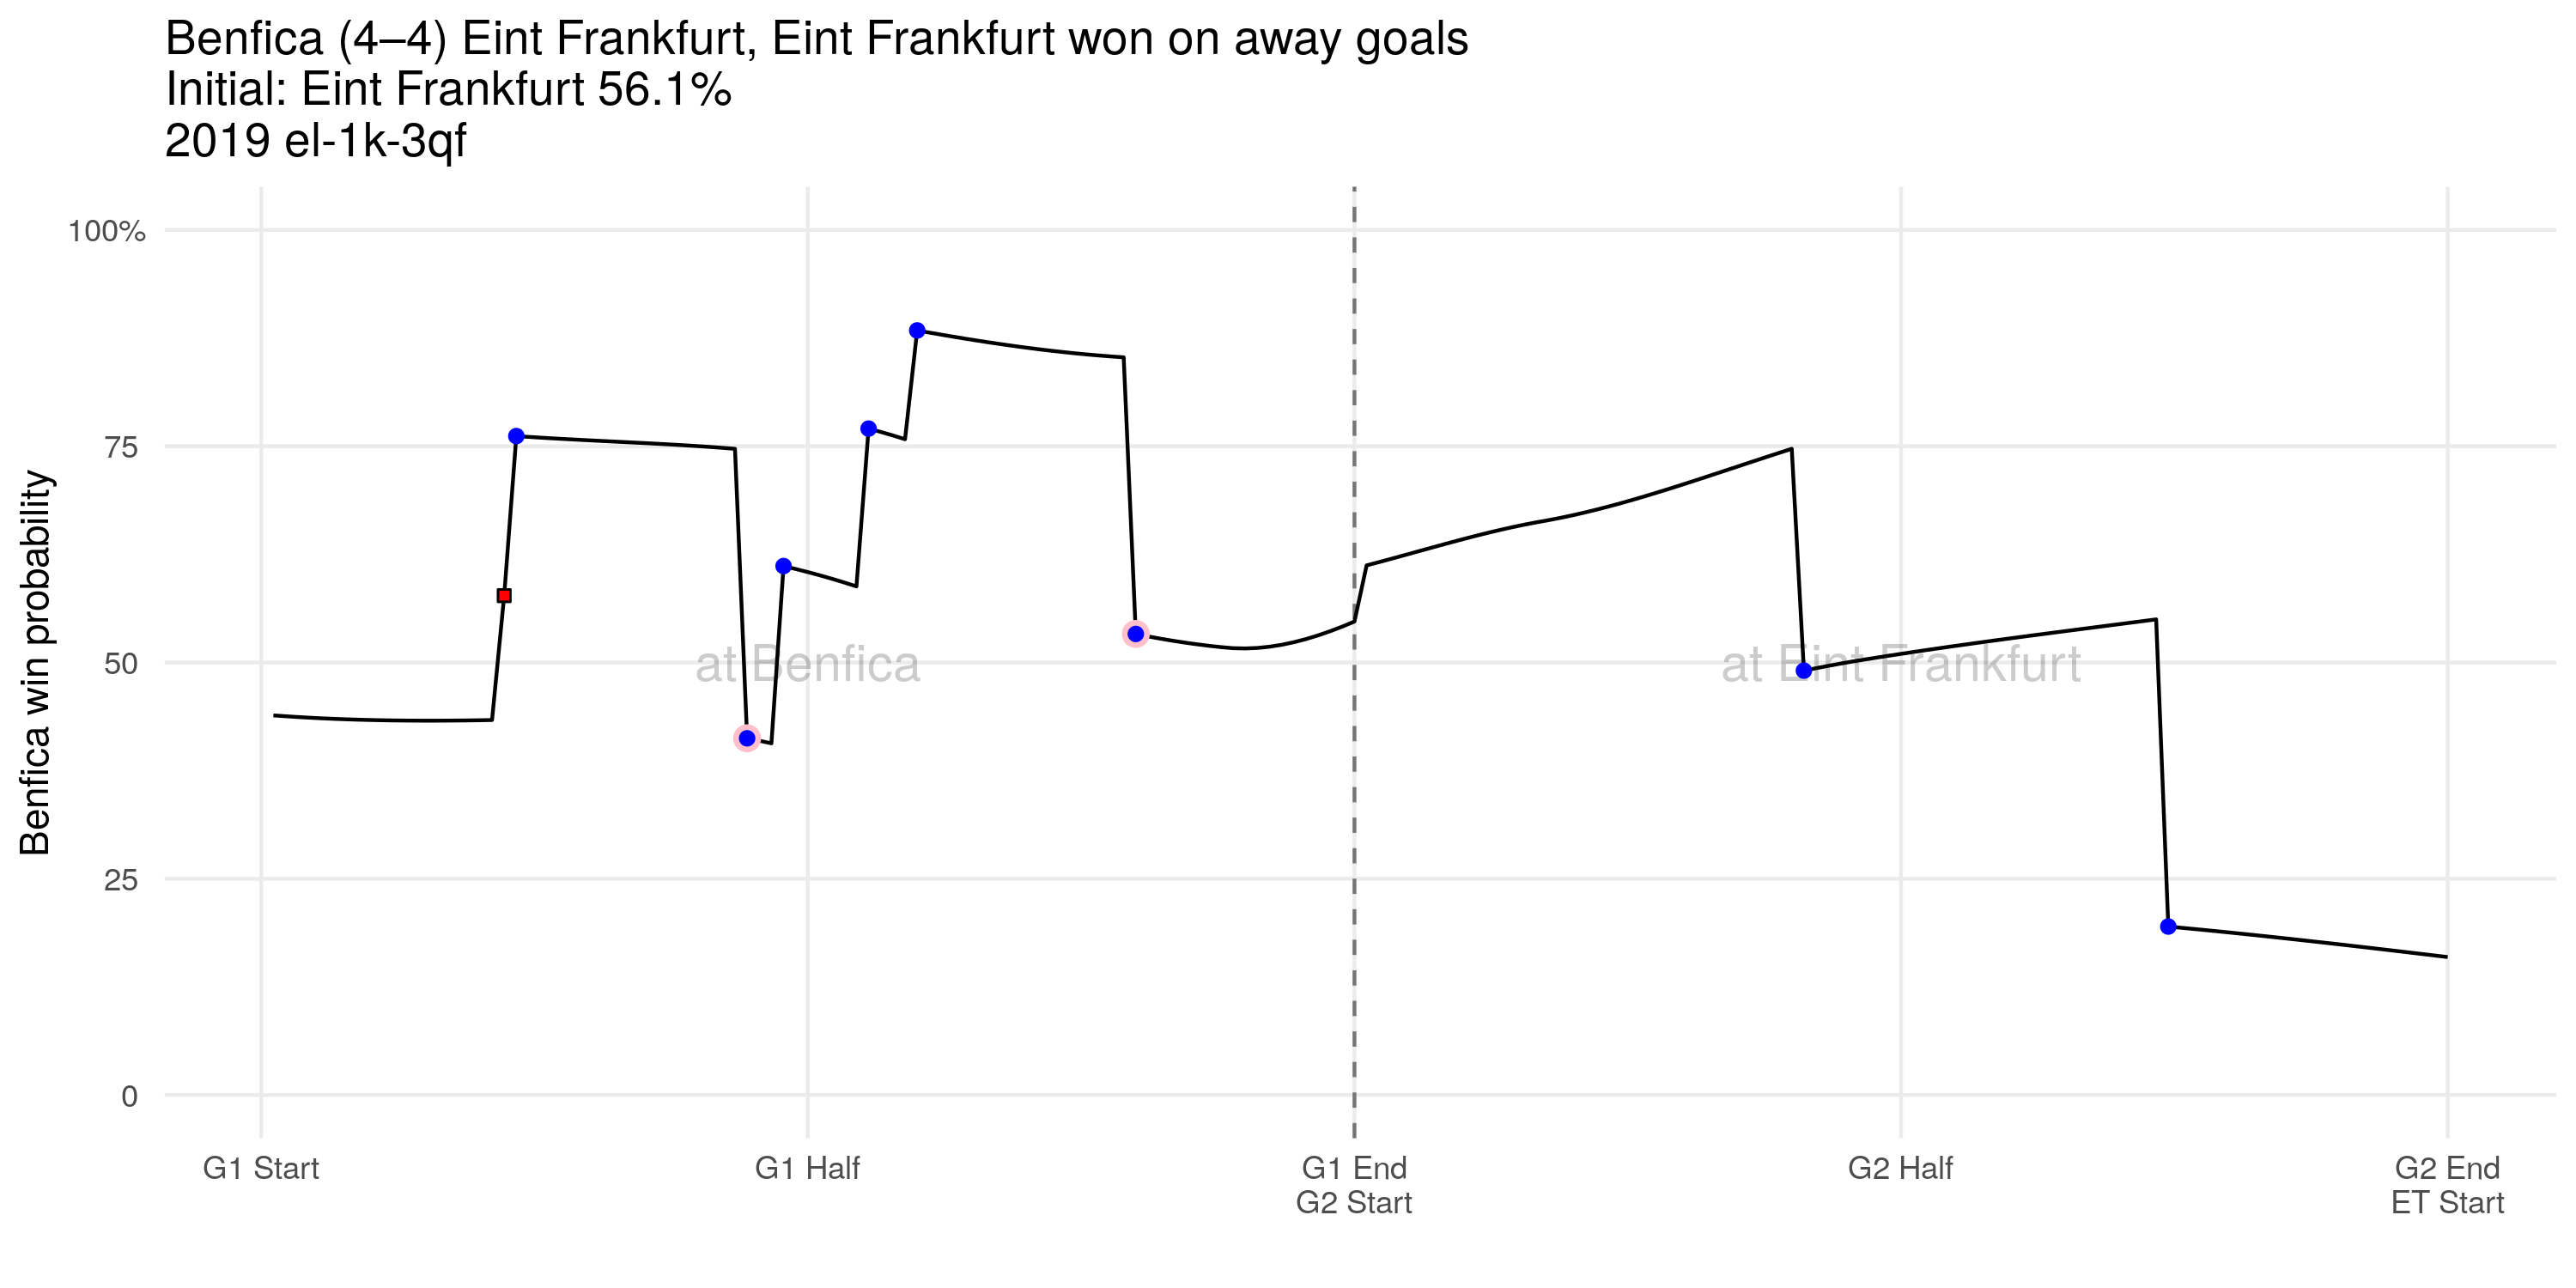 Benfica (4–4) Eint Frankfurt, Eint Frankfurt won on away goals
Initial: Eint Frankfurt 56.1%
2019 el-1k-3qf
Benfica win probability
100%
75
50
25
0
at Benfica
at Eint Frankfurt
G1 Start
G1 Half
G1 End
G2 Start
G2 Half
G2 End
ET Start